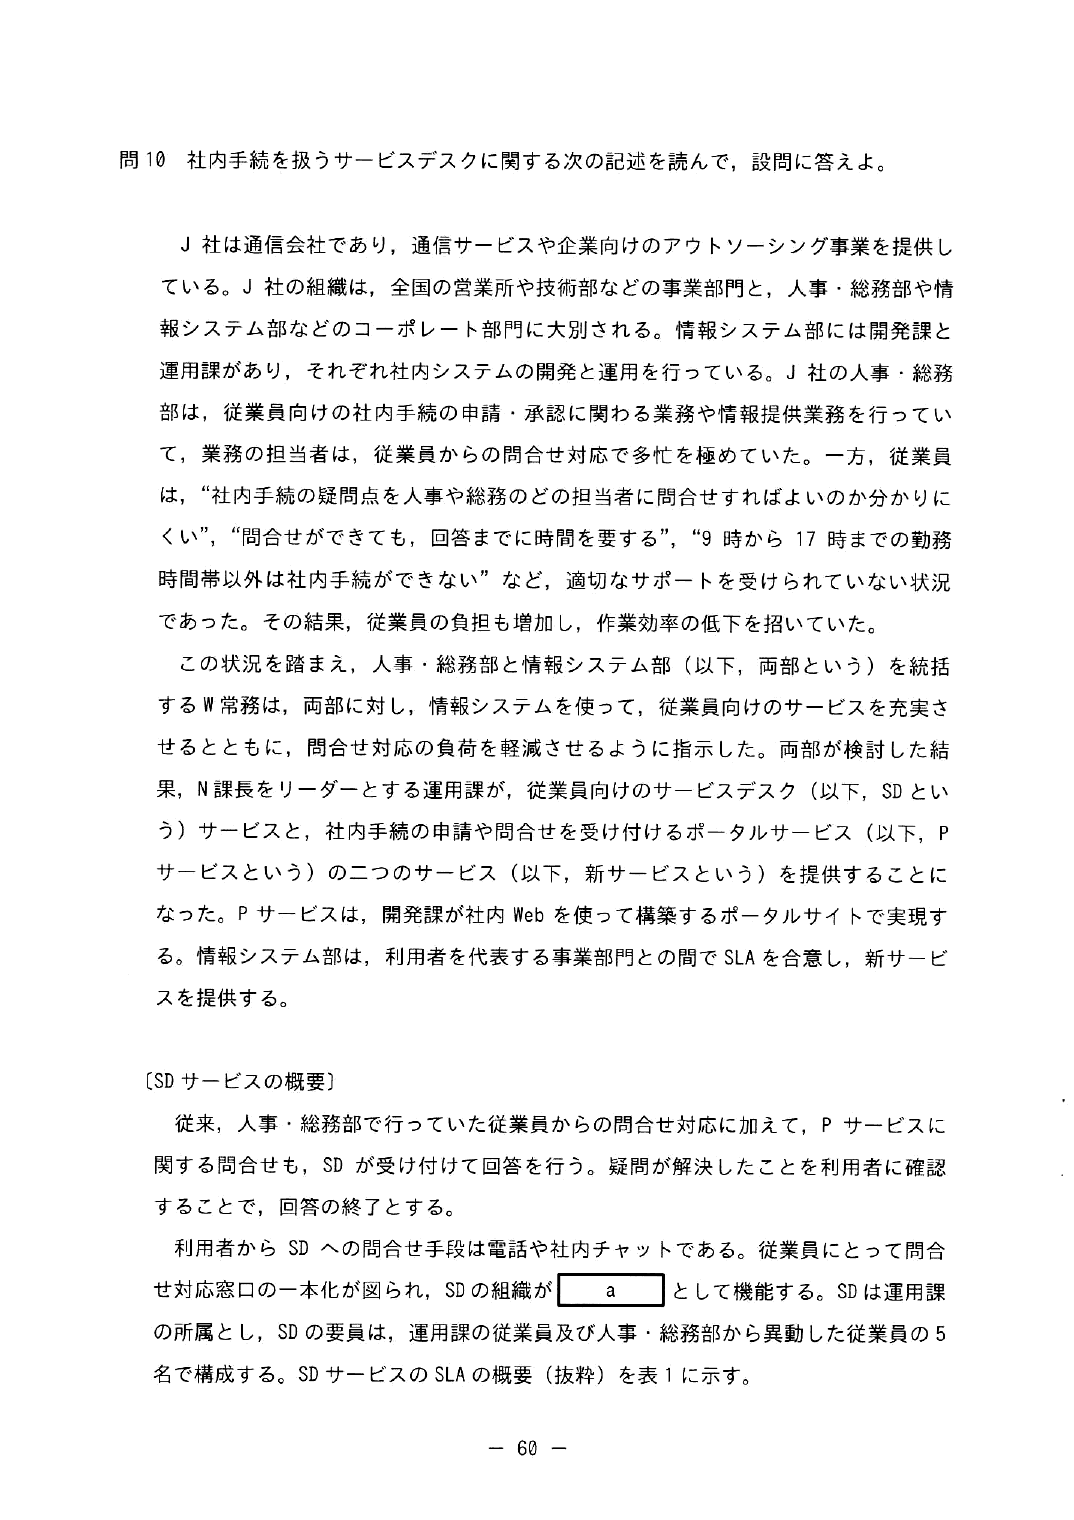 問10 社内手続を扱うサービスデスクに関する次の記述を読んで，設問に答えよ。
J 社は通信会社であり，通信サービスや企業向けのアウトソーシング事業を提供し
ている。J 社の組織は，全国の営業所や技術部などの事業部門と，人事・総務部や情
報システム部などのコーポレート部門に大別される。情報システム部には開発課と
運用課があり，それぞれ社内システムの開発と運用を行っている。J 社の人事・総務
部は，従業員向けの社内手続の申請・承認に関わる業務や情報提供業務を行ってい
て，業務の担当者は，従業員からの問合せ対応で多忙を極めていた。一方，従業員
は，“社内手続の疑問点を人事や総務のどの担当者に問合せすればよいのか分かりに
くい”，“問合せができても，回答までに時間を要する”，“9 時から 17 時までの勤務
時間帯以外は社内手続ができない” など，適切なサポートを受けられていない状況
であった。その結果，従業員の負担も増加し，作業効率の低下を招いていた。
この状況を踏まえ，人事・総務部と情報システム部（以下，両部という）を統括
する W 常務は，両部に対し，情報システムを使って，従業員向けのサービスを充実さ
せるとともに，問合せ対応の負荷を軽減させるように指示した。両部が検討した結
果，N 課長をリーダーとする運用課が，従業員向けのサービスデスク（以下，SD とい
う）サービスと，社内手続の申請や問合せを受け付けるポータルサービス（以下，P
サービスという）の二つのサービス（以下，新サービスという）を提供することに
なった。P サービスは，開発課が社内 Web を使って構築するポータルサイトで実現す
る。情報システム部は，利用者を代表する事業部門との間で SLA を合意し，新サービ
スを提供する。
〔SD サービスの概要〕
従来，人事・総務部で行っていた従業員からの問合せ対応に加えて，P サービスに
関する問合せも，SD が受け付けて回答を行う。疑問が解決したことを利用者に確認
することで，回答の終了とする。
利用者から SD への問合せ手段は電話や社内チャットである。従業員にとって問合
せ対応窓口の一本化が図られ，SD の組織が a として機能する。SD は運用課
の所属とし，SD の要員は，運用課の従業員及び人事・総務部から異動した従業員の 5
名で構成する。SD サービスの SLA の概要（抜粋）を表 1 に示す。
－ 60 －